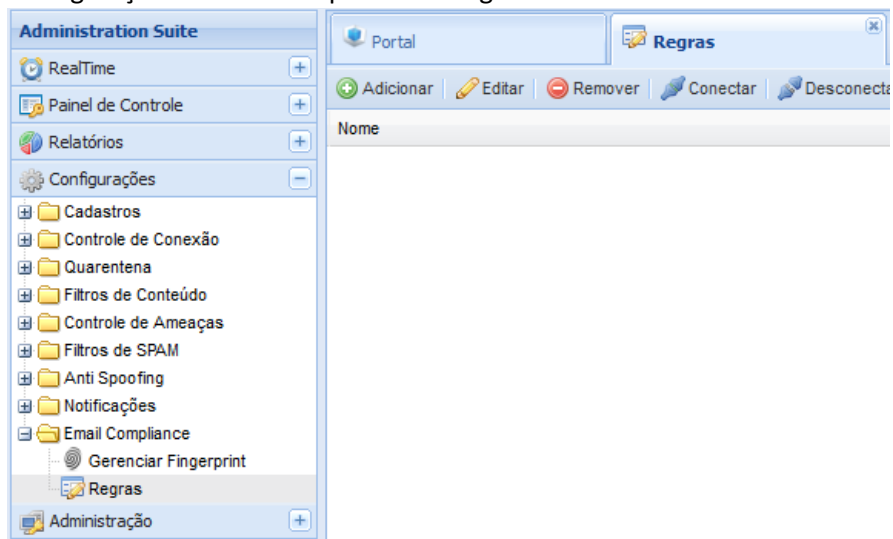 Administration Suite
RealTime
Painel de Controle
Relatórios
Configurações
Cadastros
Controle de Conexão
Quarentena
Filtros de Conteúdo
Controle de Ameaças
Filtros de SPAM
Anti Spoofing
Notificações
Email Compliance
Gerenciar Fingerprint
Regras
Administração
Portal
Regras
Adicionar Editar Remover Conectar Desconecta
Nome